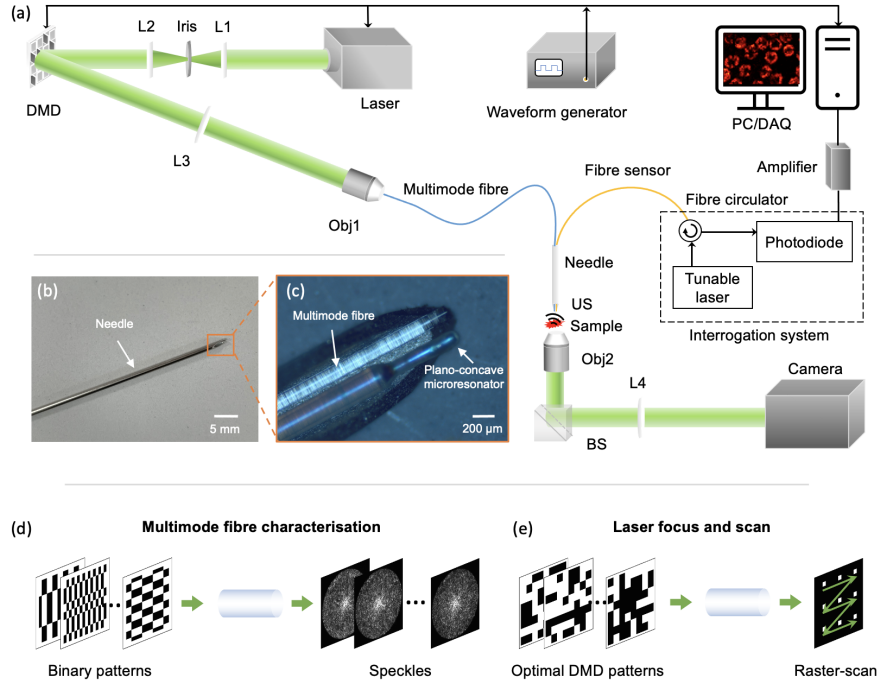 (a)
L2
Iris
L1
DMD
Laser
Waveform generator
PC/DAQ
L3
Amplifier
Obj1
Multimode fibre
Fibre sensor
Fibre circulator
Photodiode
Tunable
laser
Interrogation system
Needle
US
Sample
Obj2
L4
Camera
BS
(b)
Needle
5 mm
(c)
Multimode fibre
Plano-concave
microresonator
200 µm
(d)
Multimode fibre characterisation
Binary patterns
Speckles
(e)
Laser focus and scan
Optimal DMD patterns
Raster-scan